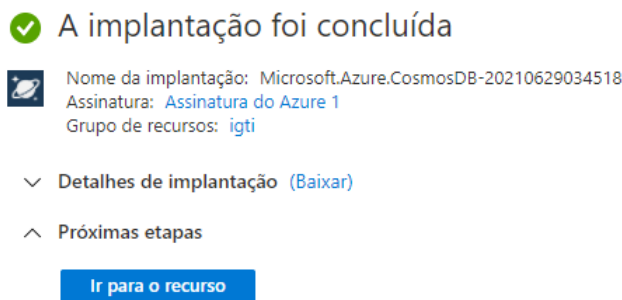 A implantação foi concluída
Nome da implantação: Microsoft.Azure.CosmosDB-20210629034518
Assinatura: Assinatura do Azure 1
Grupo de recursos: igti
Detalhes de implantação (Baixar)
Próximas etapas
Ir para o recurso